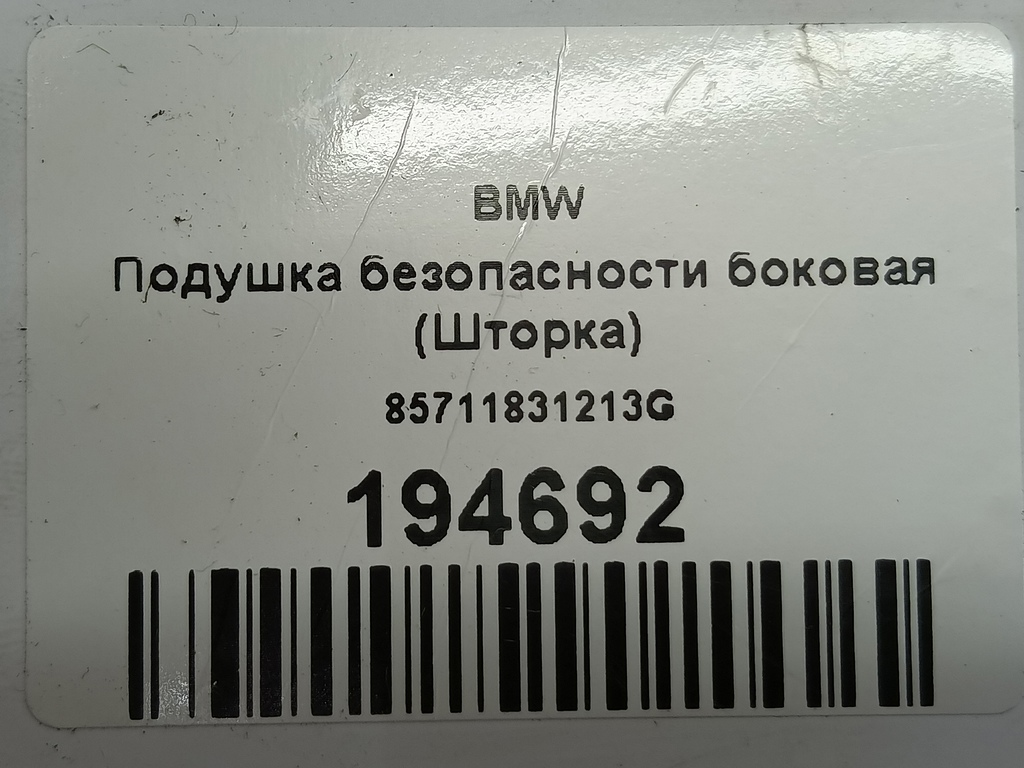 BMW
Подушка безопасности боковая
(Шторка)
85711831213G
194692